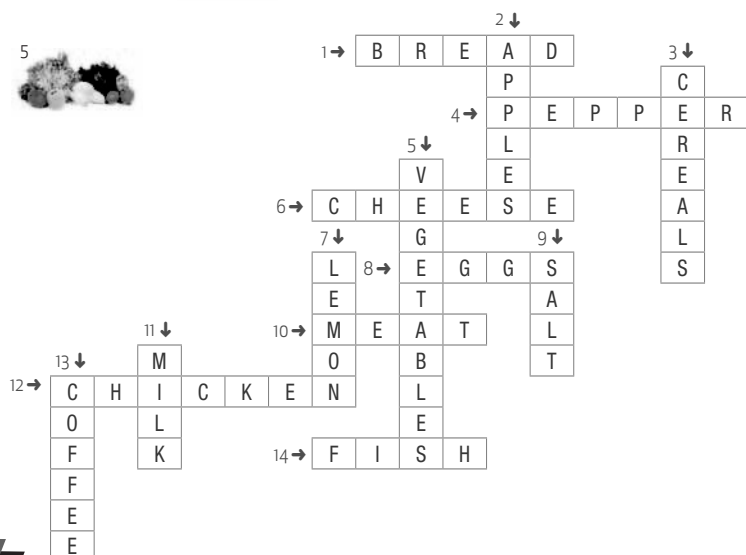 2 ↓
5
1 → B R E A D
3 ↓
P
C
4 → P E P P E R
5 ↓
L
R
V
E
E
6 → C H E E S E
A
7 ↓
G
9 ↓
L
L
8 → E G G S
S
E
T
A
11 ↓
10 → M E A T
L
13 ↓
M
O
B
T
12 → C H I C K E N
L
O
L
E
F
K
14 → F I S H
F
E
E